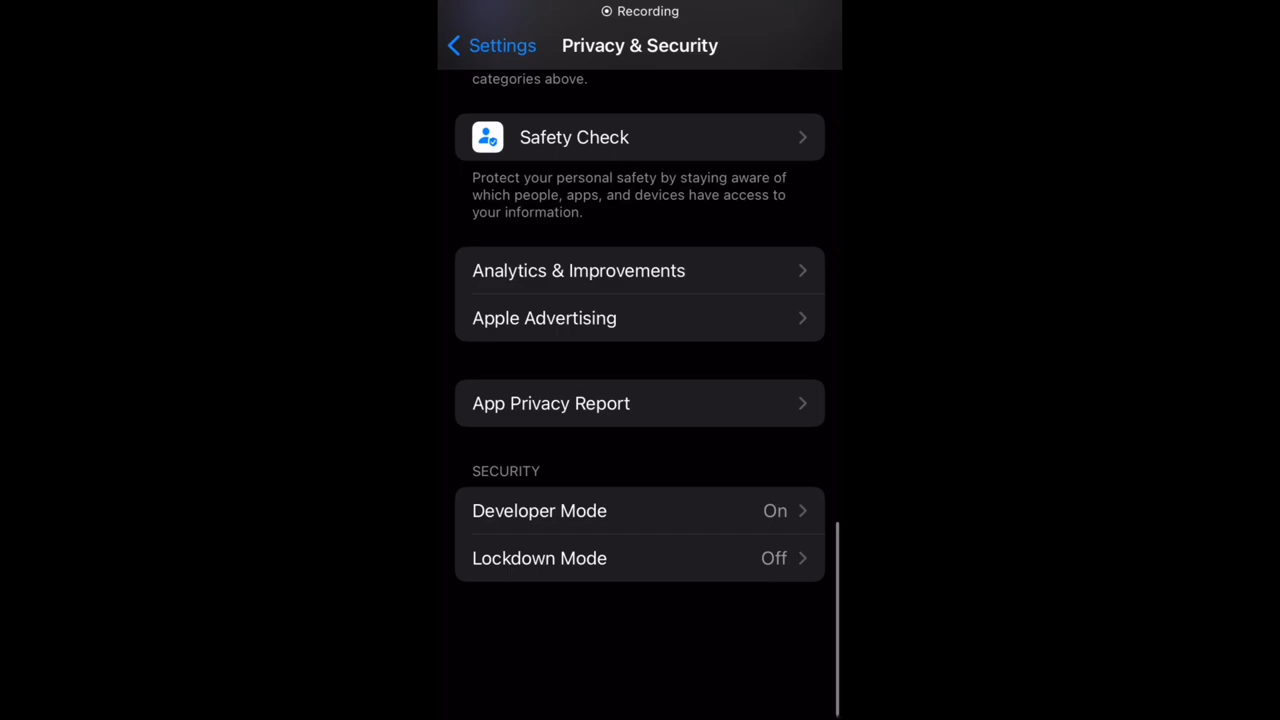 Recording
Settings
Privacy & Security
categories above.
Safety Check
Protect your personal safety by staying aware of
which people, apps, and devices have access to
your information.
Analytics & Improvements
Apple Advertising
App Privacy Report
SECURITY
Developer Mode On
Lockdown Mode Off